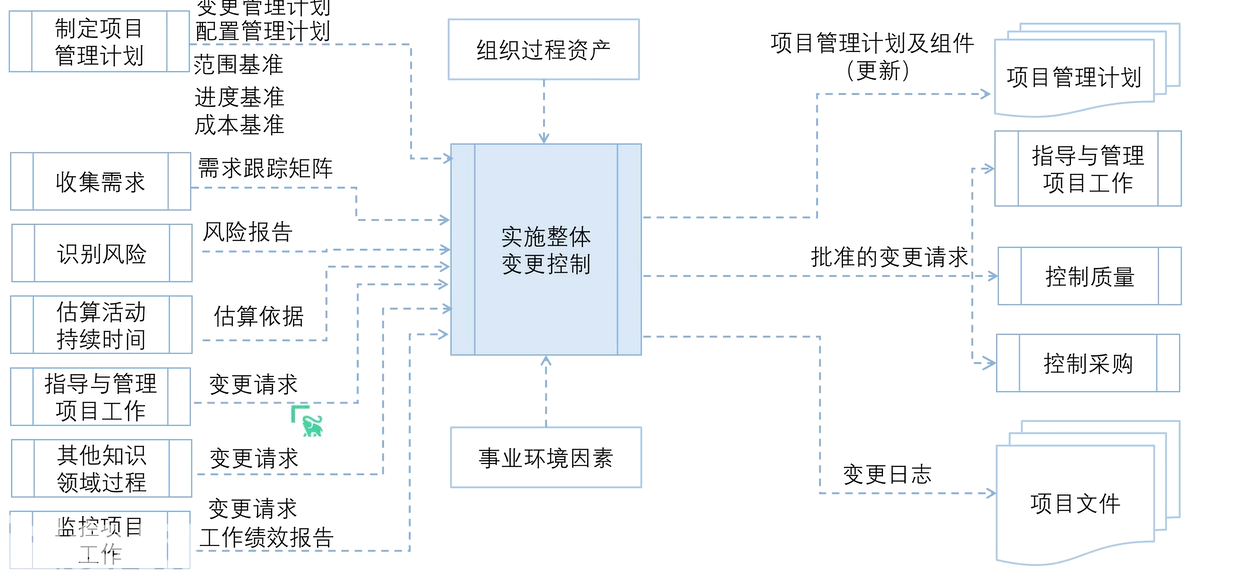 制定项目
管理计划
变更管理计划
配置管理计划
范围基准
进度基准
成本基准
收集需求
需求跟踪矩阵
识别风险
风险报告
估算活动
持续时间
估算依据
指导与管理
项目工作
变更请求
其他知识
领域过程
变更请求
监控项目
工作
变更请求
工作绩效报告
组织过程资产
实施整体
变更控制
事业环境因素
项目管理计划及组件
（更新）
项目管理计划
批准的变更请求
指导与管理
项目工作
控制质量
控制采购
变更日志
项目文件